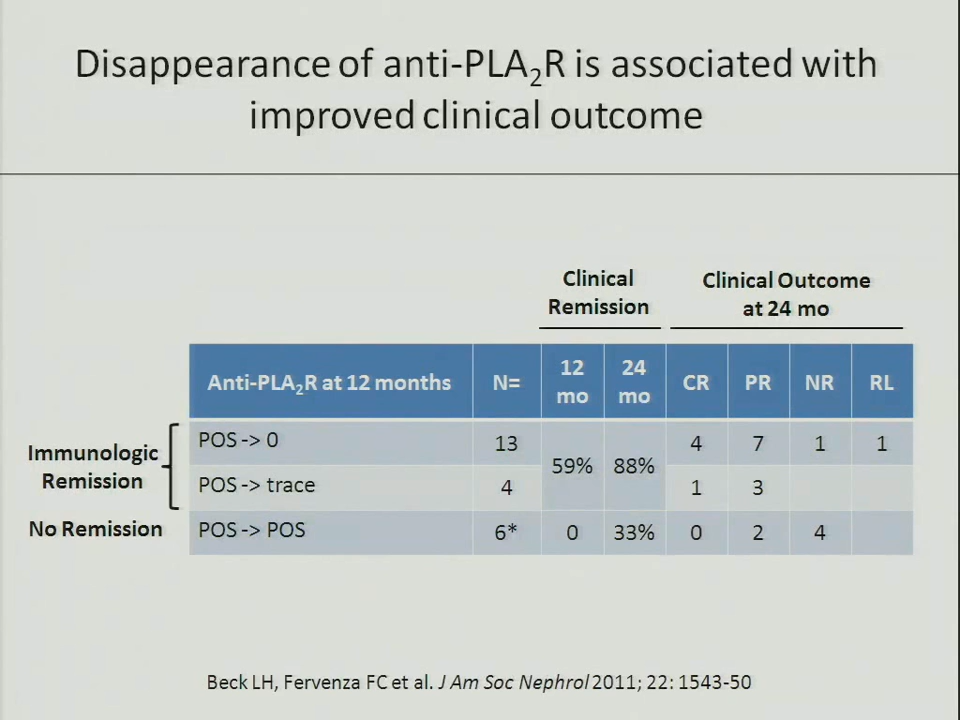 Disappearance of anti-PLA₂R is associated with
improved clinical outcome
Clinical
Remission
Clinical Outcome
at 24 mo
Anti-PLA₂R at 12 months N= 12 mo 24 mo CR PR NR RL
Immunologic
Remission
POS -> 0 13 59% 88% 4 7 1 1
POS -> trace 4 1 3
No Remission POS -> POS 6* 0 33% 0 2 4
Beck LH, Fervenza FC et al. J Am Soc Nephrol 2011; 22: 1543-50